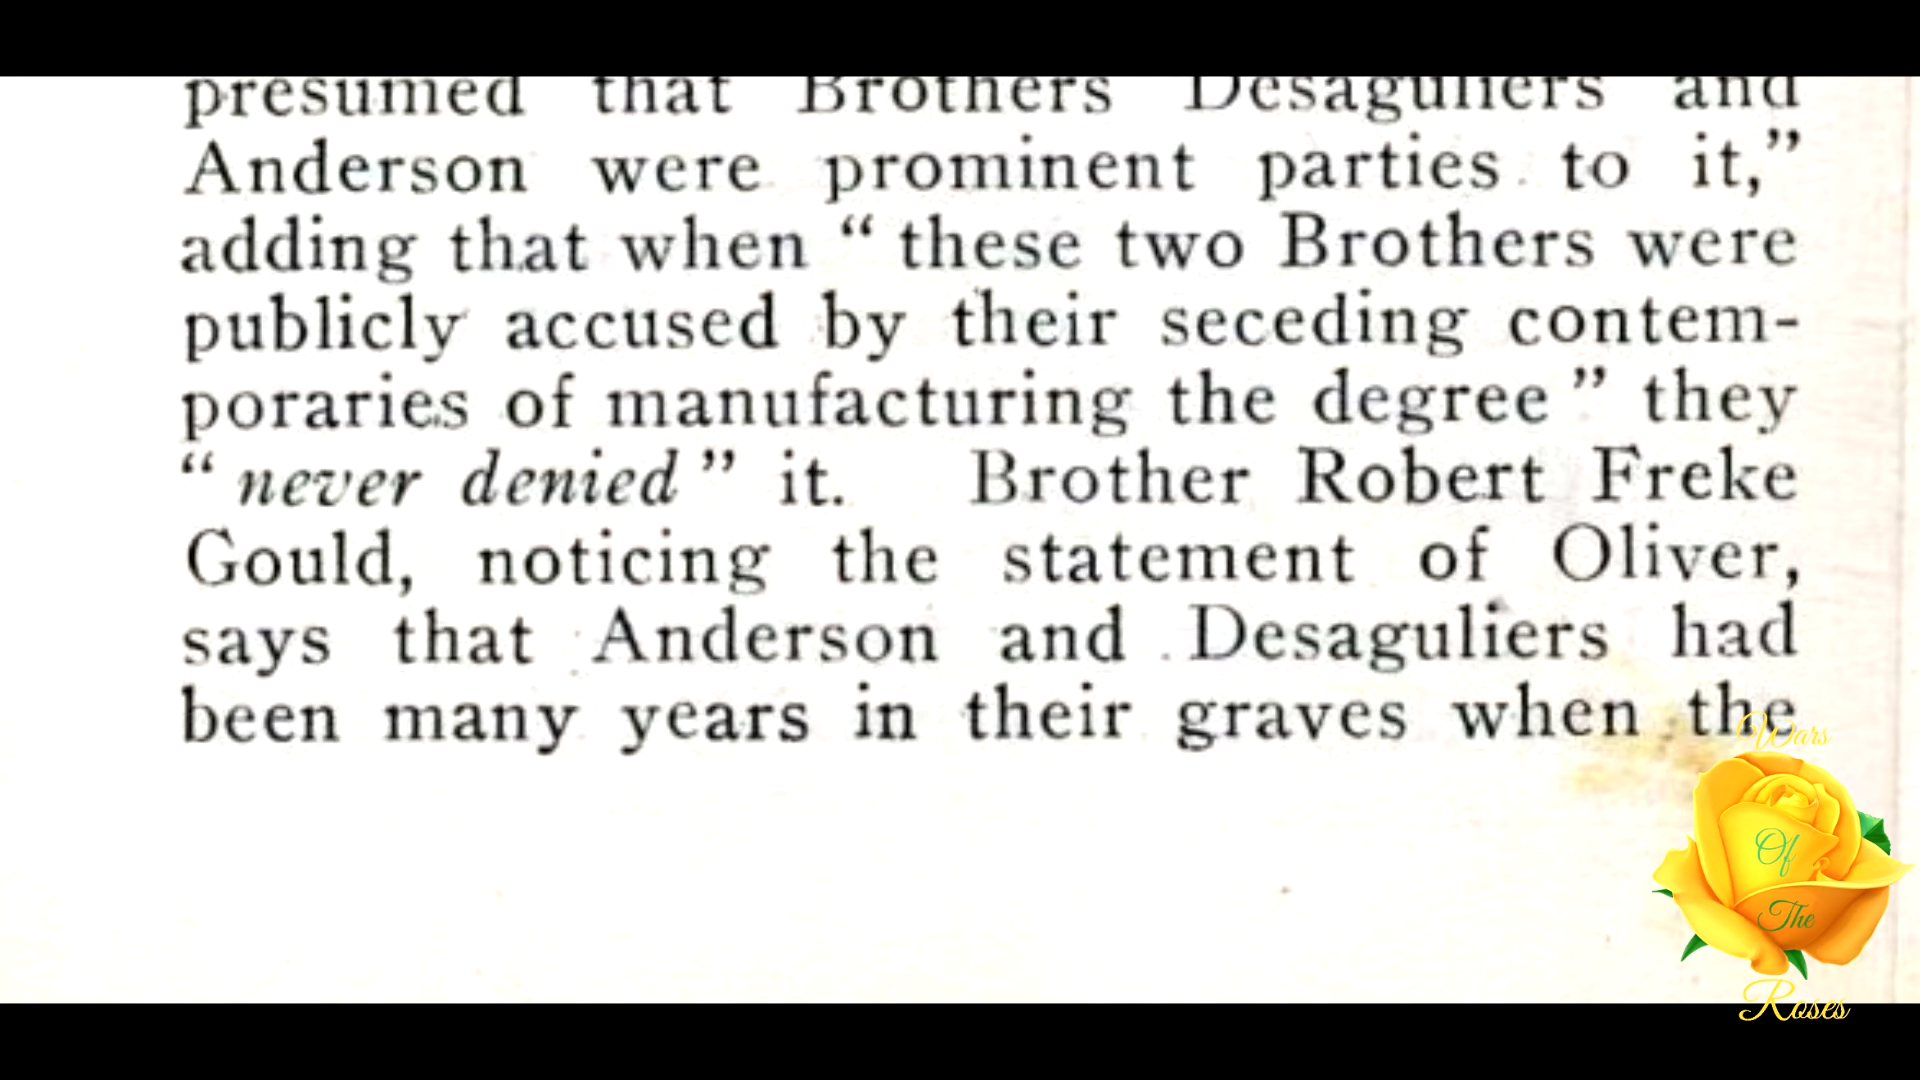 presumed that Brothers Desaguliers and
Anderson were prominent parties to it,”
adding that when “ these two Brothers were
publicly accused by their seceding contem-
poraries of manufacturing the degree ” they
“ never denied ” it. Brother Robert Freke
Gould, noticing the statement of Oliver,
says that Anderson and Desaguliers had
been many years in their graves when the
Wars
Of
The
Roses